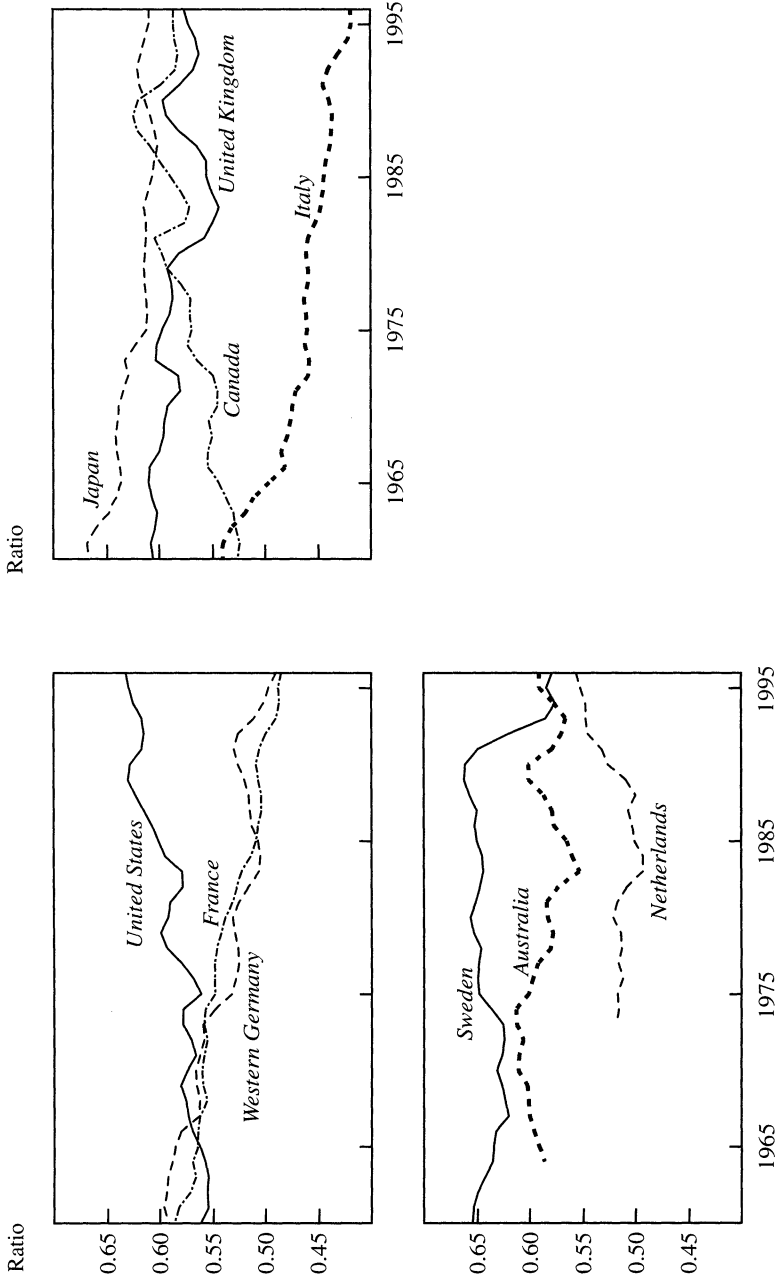 Ratio
0.65
0.60
0.55
0.50
0.45
United States
France
Western Germany
Ratio
Japan
United Kingdom
Canada
Italy
1965 1975 1985 1995
0.65
0.60
0.55
0.50
0.45
Sweden
Australia
Netherlands
1965 1975 1985 1995